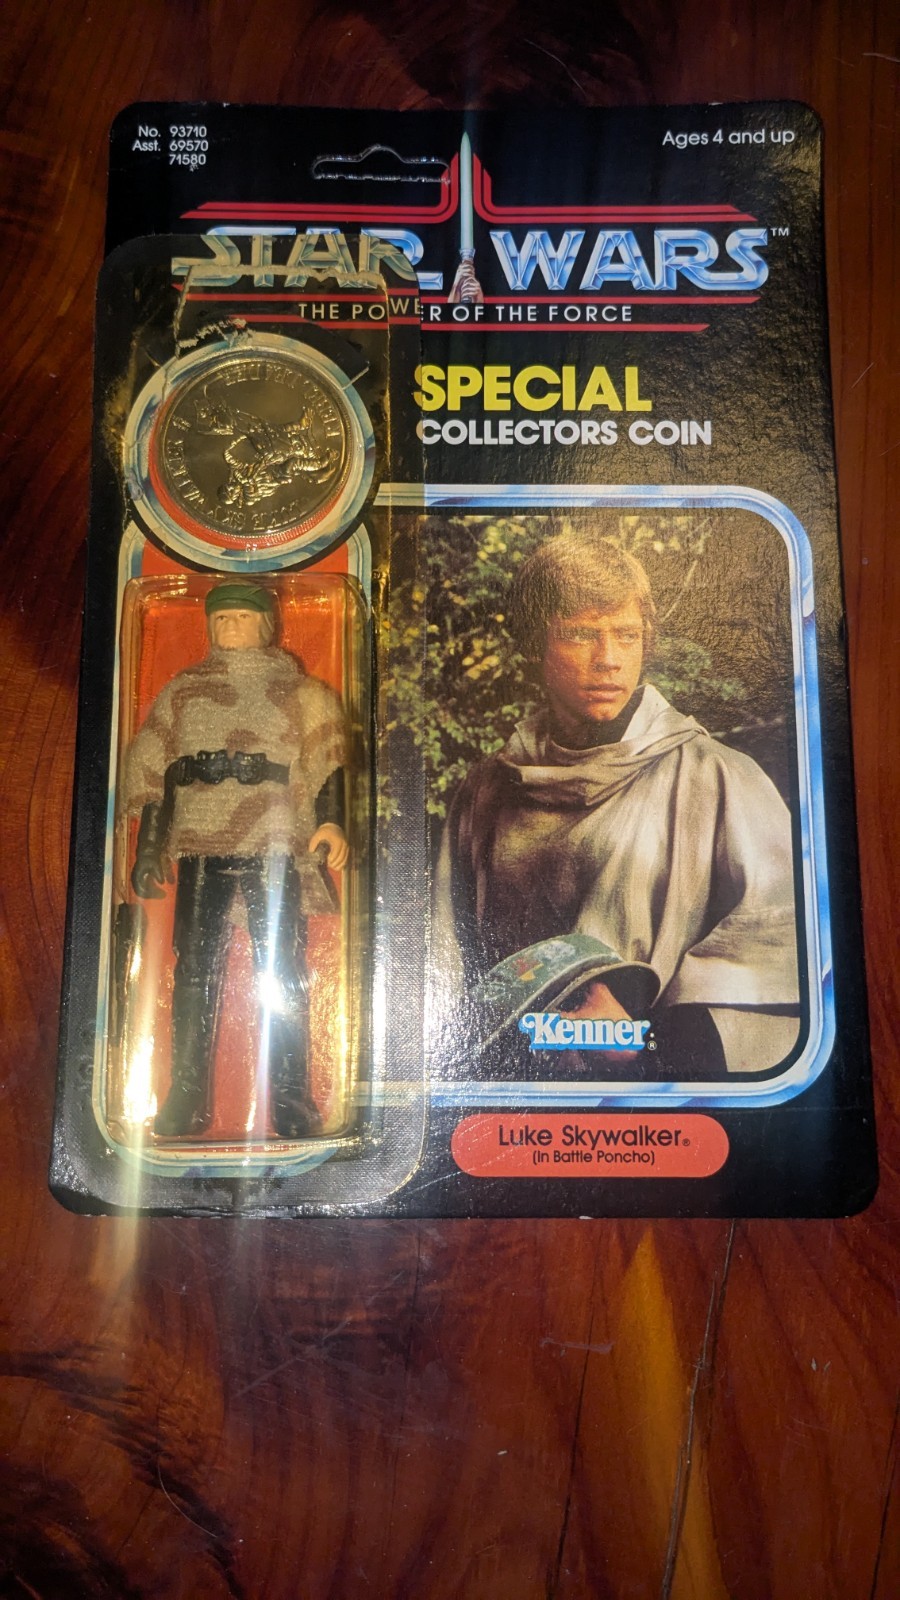 No. 93710
Asst. 69570
71580
Ages 4 and up
STAR WARS™
THE POWER OF THE FORCE
SPECIAL
COLLECTORS COIN
Kenner®
Luke Skywalker®
(in Battle Poncho)